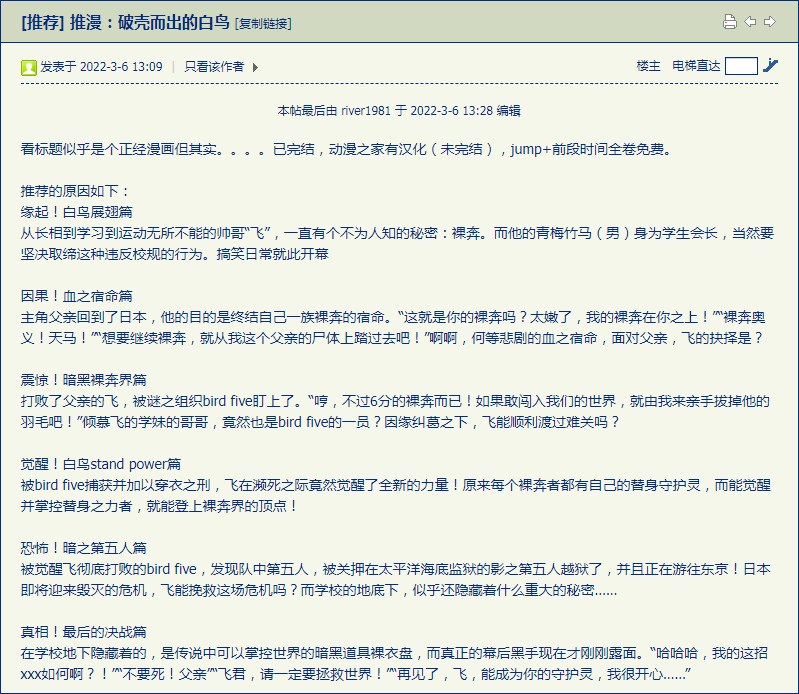 [推荐] 推漫：破壳而出的白鸟 [复制链接]
发表于 2022-3-6 13:09 | 只看该作者
楼主 电梯直达
本帖最后由 river1981 于 2022-3-6 13:28 编辑
看标题似乎是个正经漫画但其实。。。。已完结，动漫之家有汉化（未完结），jump+前段时间全卷免费。
推荐的原因如下：
缘起！白鸟展翅篇
从长相到学习到运动无所不能的帅哥“飞”，一直有个不为人知的秘密：裸奔。而他的青梅竹马（男）身为学生会长，当然要
坚决取缔这种违反校规的行为。搞笑日常就此开幕
因果！血之宿命篇
主角父亲回到了日本，他的目的是终结自己一族裸奔的宿命。“这就是你的裸奔吗？太嫩了，我的裸奔在你之上！”“裸奔奥
义！天马！”“想要继续裸奔，就从我这个父亲的尸体上踏过去吧！”啊啊，何等悲剧的血之宿命，面对父亲，飞的抉择是？
震惊！暗黑裸奔界篇
打败了父亲的飞，被谜之组织bird five盯上了。“哼，不过6分的裸奔而已！如果敢闯入我们的世界，就由我来亲手拔掉他的
羽毛吧！”倾慕飞的学妹的哥哥，竟然也是bird five的一员？因缘纠葛之下，飞能顺利渡过难关吗？
觉醒！白鸟stand power篇
被bird five捕获并加以穿衣之刑，飞在濒死之际竟然觉醒了全新的力量！原来每个裸奔者都有自己的替身守护灵，而能觉醒
并掌控替身之力者，就能登上裸奔界的顶点！
恐怖！暗之第五人篇
被觉醒飞彻底打败的bird five，发现队中第五人，被关押在太平洋海底监狱的影之第五人越狱了，并且正在游往东京！日本
即将迎来毁灭的危机，飞能挽救这场危机吗？而学校的地底下，似乎还隐藏着什么重大的秘密……
真相！最后的决战篇
在学校地下隐藏着的，是传说中可以掌控世界的暗黑道具裸衣盘，而真正的幕后黑手现在才刚刚露面。“哈哈哈，我的这招
xxx如何啊？！”“不要死！父亲”“飞君，请一定要拯救世界！”“再见了，飞，能成为你的守护灵，我很开心……”